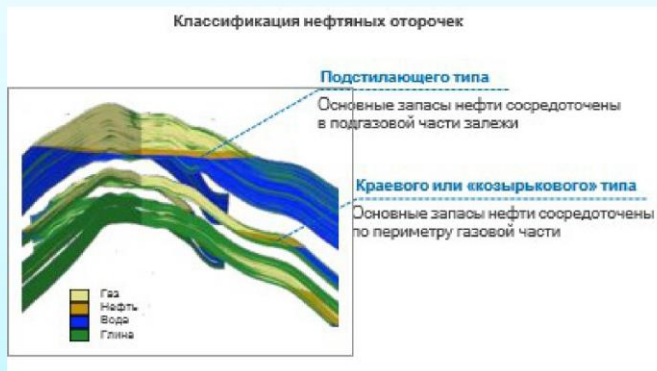 Классификация нефтяных оторочек
Подстилающего типа
Основные запасы нефти сосредоточены
в подгазовой части залежи
Краевого или «козырькового» типа
Основные запасы нефти сосредоточены
по периметру газовой части
Газ
Нефть
Вода
Глина